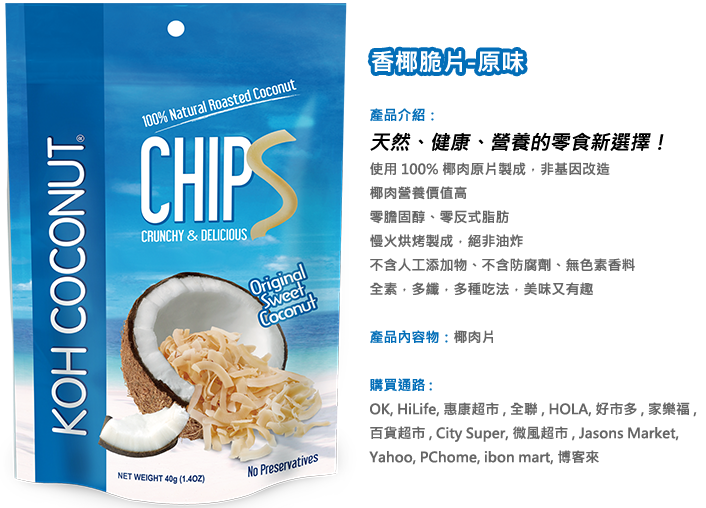 100% Natural Roasted Coconut
CHIPS
CRUNCHY & DELICIOUS
KOH COCONUT®
Original
Sweet
Coconut
NET WEIGHT 40g (1.4OZ)
No Preservatives
香椰脆片-原味
產品介紹：
天然、健康、營養的零食新選擇！
使用 100% 椰肉原片製成，非基因改造
椰肉營養價值高
零膽固醇、零反式脂肪
慢火烘烤製成，絕非油炸
不含人工添加物、不含防腐劑、無色素香料
全素，多纖，多種吃法，美味又有趣
產品內容物：椰肉片
購買通路：
OK, HiLife, 惠康超市 , 全聯 , HOLA, 好市多 , 家樂福 ,
百貨超市 , City Super, 微風超市 , Jasons Market,
Yahoo, PChome, ibon mart, 博客來